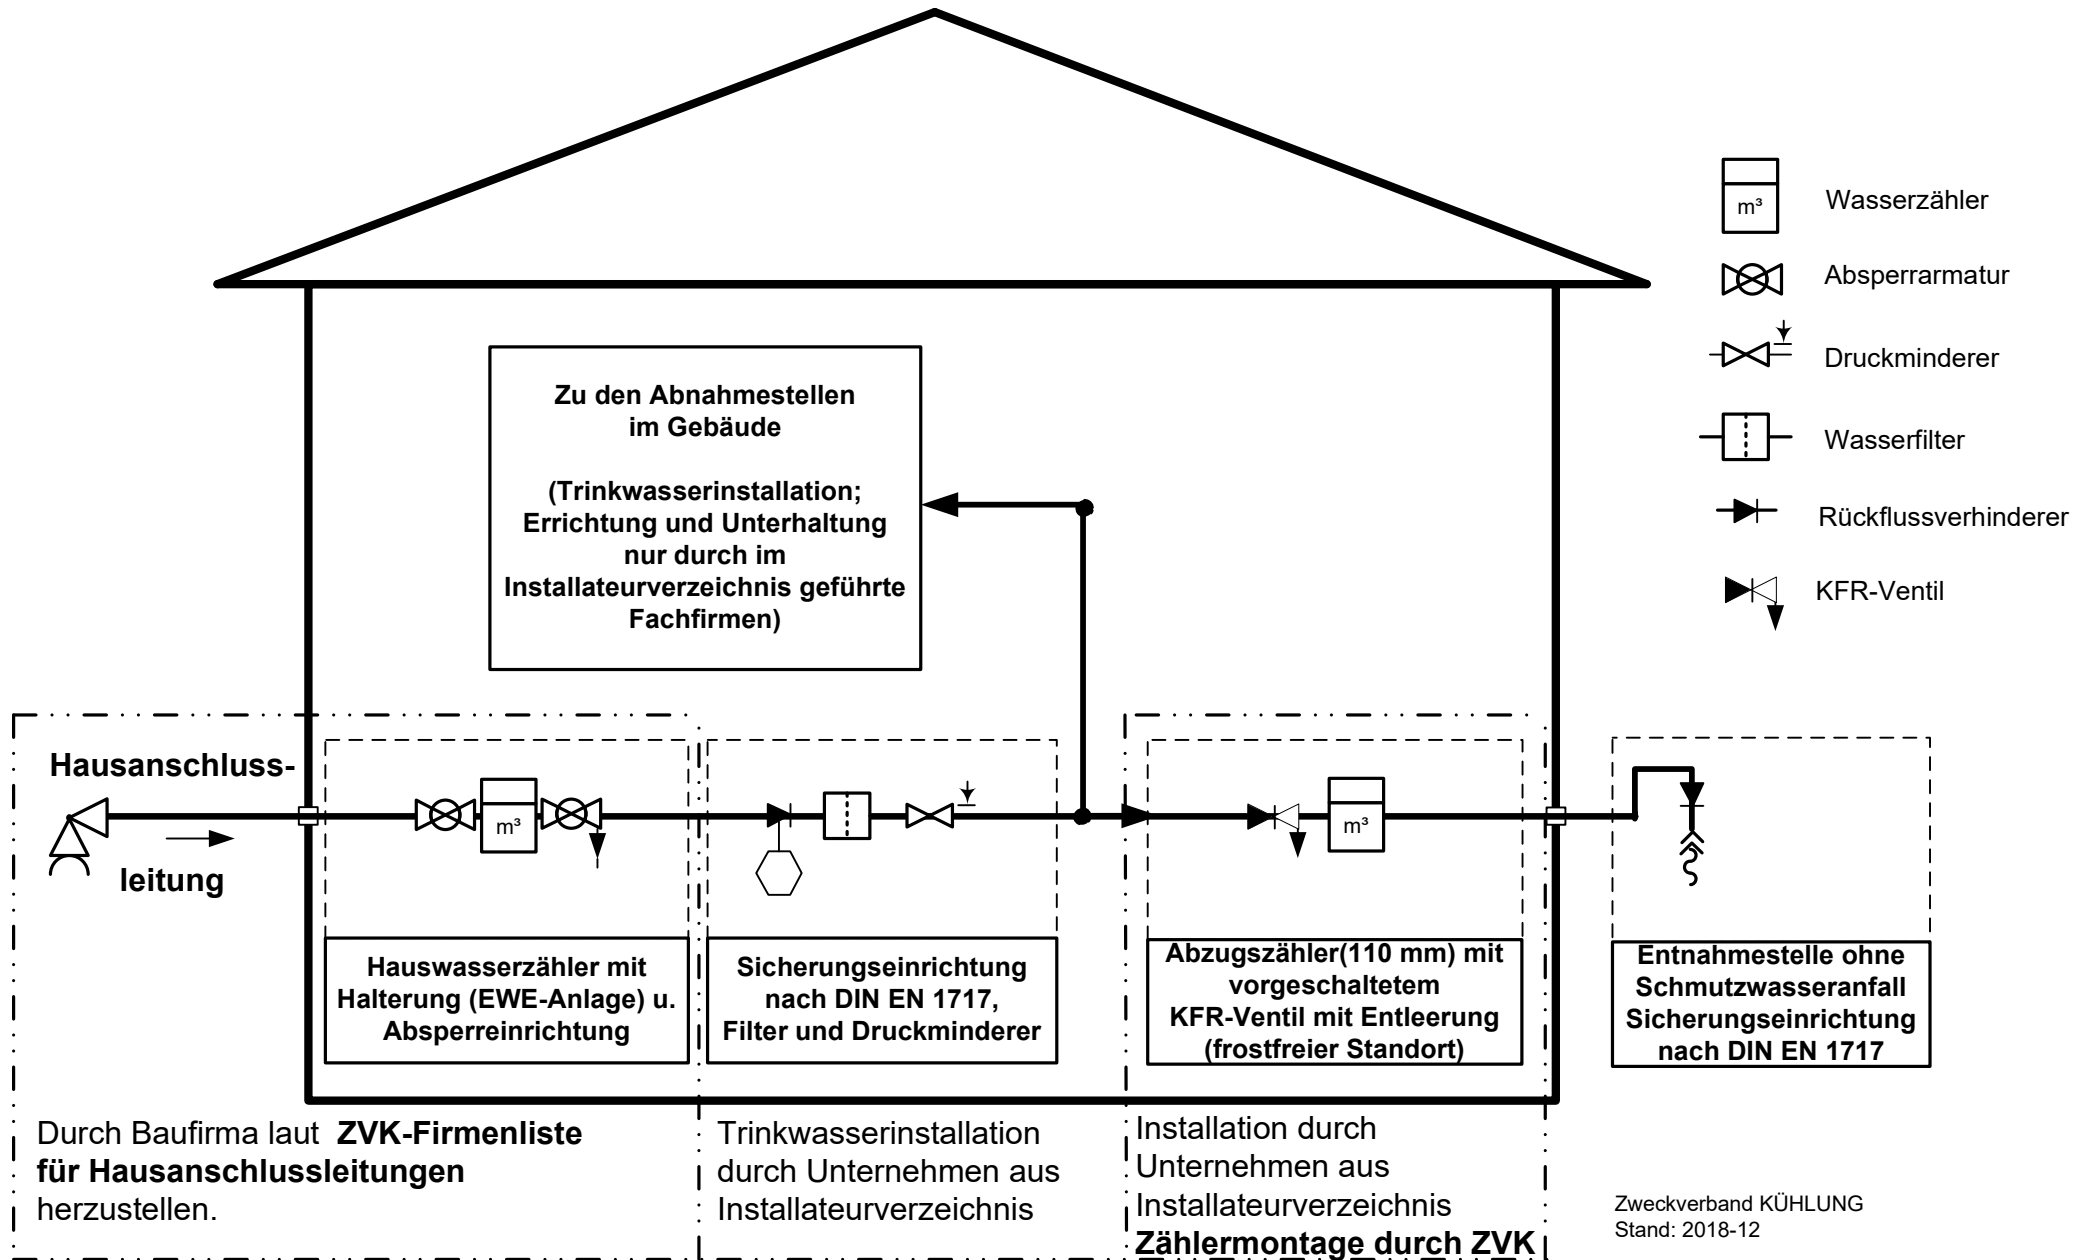 m³
Wasserzähler
Absperrarmatur
Druckminderer
Wasserfilter
Rückflussverhinderer
KFR-Ventil
Zu den Abnahmestellen
im Gebäude
(Trinkwasserinstallation;
Errichtung und Unterhaltung
nur durch im
Installateurverzeichnis geführte
Fachfirmen)
Hausanschluss-
leitung
m³
m³
Hauswasserzähler mit
Halterung (EWE-Anlage) u.
Absperreinrichtung
Sicherungseinrichtung
nach DIN EN 1717,
Filter und Druckminderer
Abzugszähler(110 mm) mit
vorgeschaltetem
KFR-Ventil mit Entleerung
(frostfreier Standort)
Entnahmestelle ohne
Schmutzwasseranfall
Sicherungseinrichtung
nach DIN EN 1717
Durch Baufirma laut ZVK-Firmenliste
für Hausanschlussleitungen
herzustellen.
Trinkwasserinstallation
durch Unternehmen aus
Installateurverzeichnis
Installation durch
Unternehmen aus
Installateurverzeichnis
Zählermontage durch ZVK
Zweckverband KÜHLUNG
Stand: 2018-12